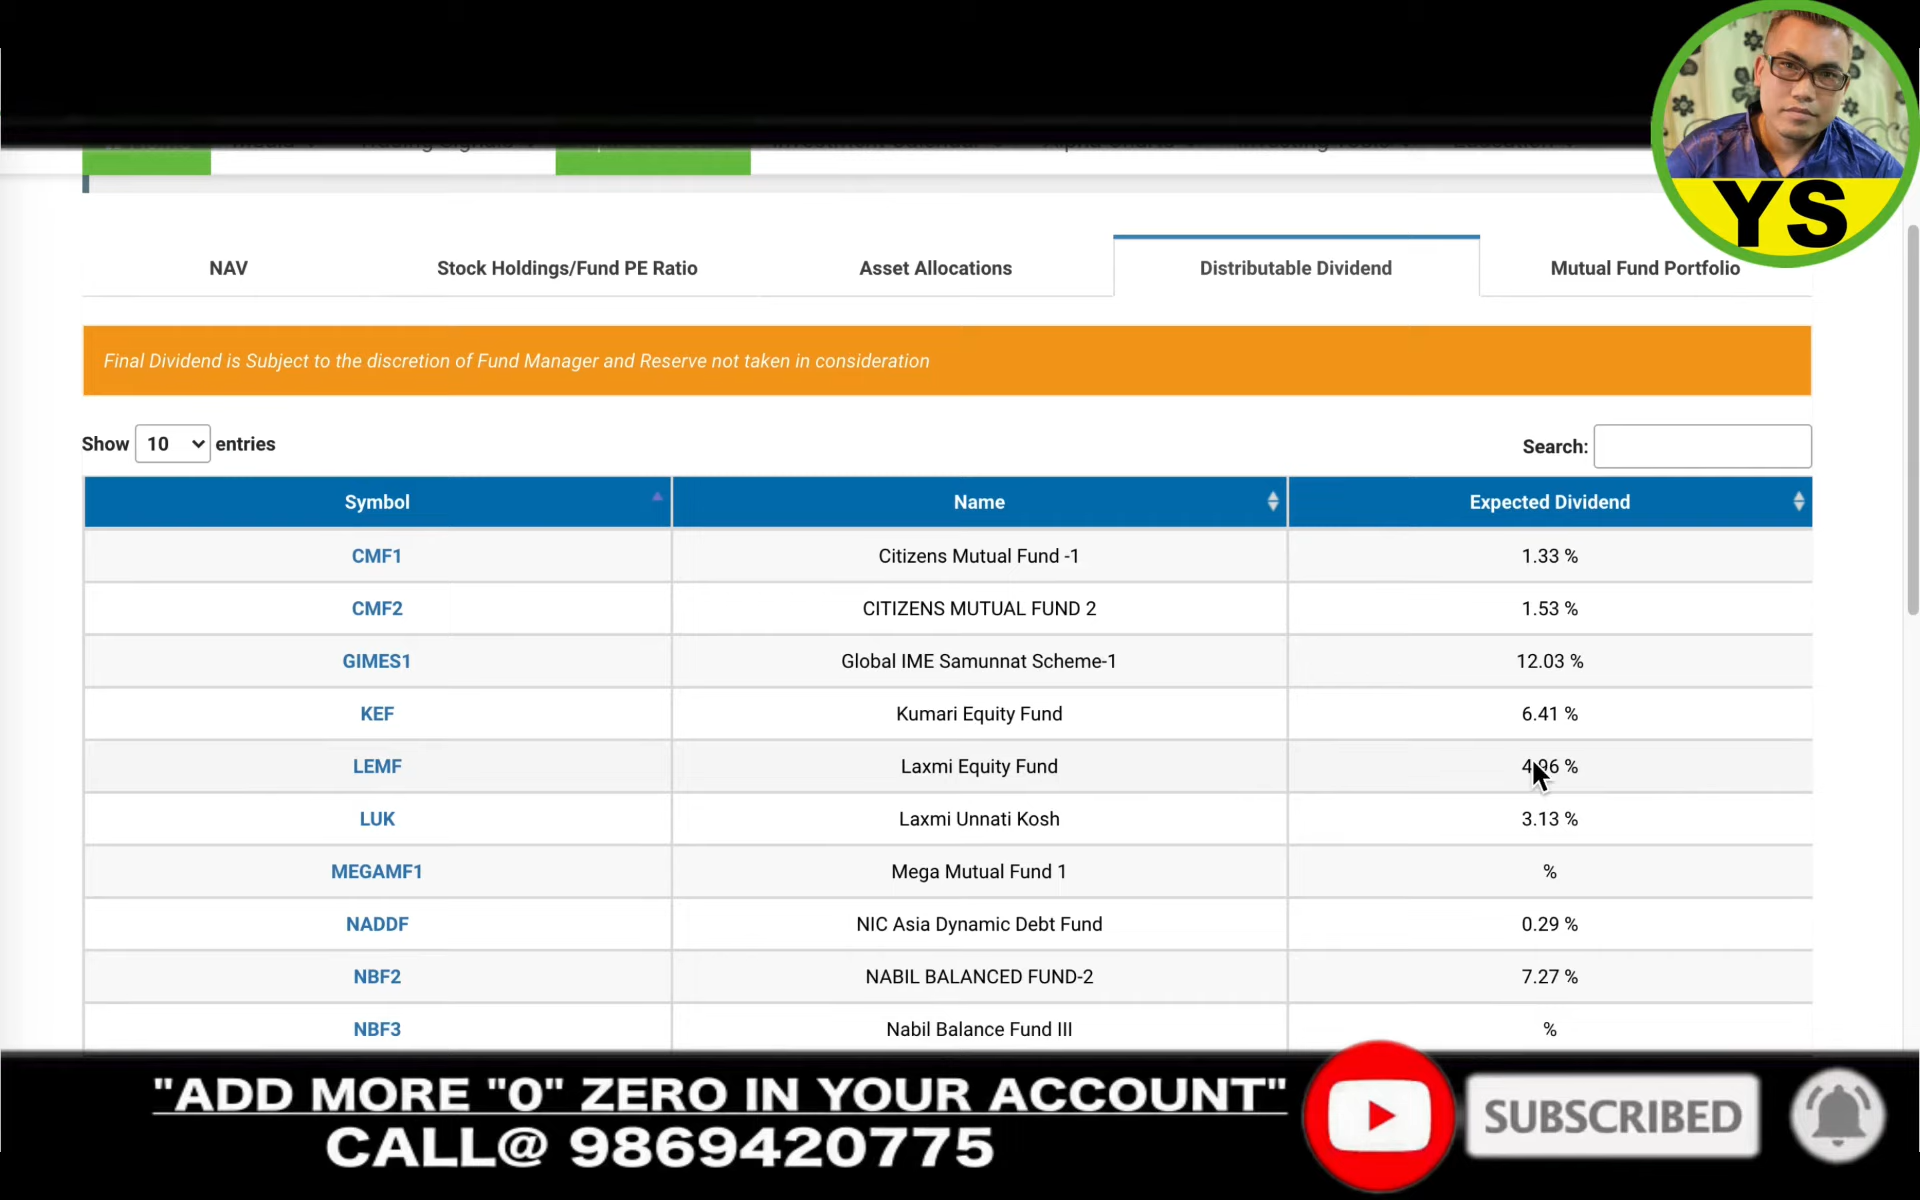 YS
NAV
Stock Holdings/Fund PE Ratio
Asset Allocations
Distributable Dividend
Mutual Fund Portfolio
Final Dividend is Subject to the discretion of Fund Manager and Reserve not taken in consideration
Show 10 entries
Search:
Symbol Name Expected Dividend
CMF1 Citizens Mutual Fund -1 1.33 %
CMF2 CITIZENS MUTUAL FUND 2 1.53 %
GIMES1 Global IME Samunnat Scheme-1 12.03 %
KEF Kumari Equity Fund 6.41 %
LEMF Laxmi Equity Fund 4.96 %
LUK Laxmi Unnati Kosh 3.13 %
MEGAMF1 Mega Mutual Fund 1 %
NADDF NIC Asia Dynamic Debt Fund 0.29 %
NBF2 NABIL BALANCED FUND-2 7.27 %
NBF3 Nabil Balance Fund III %
"ADD MORE "0" ZERO IN YOUR ACCOUNT"
CALL@ 9869420775
SUBSCRIBED